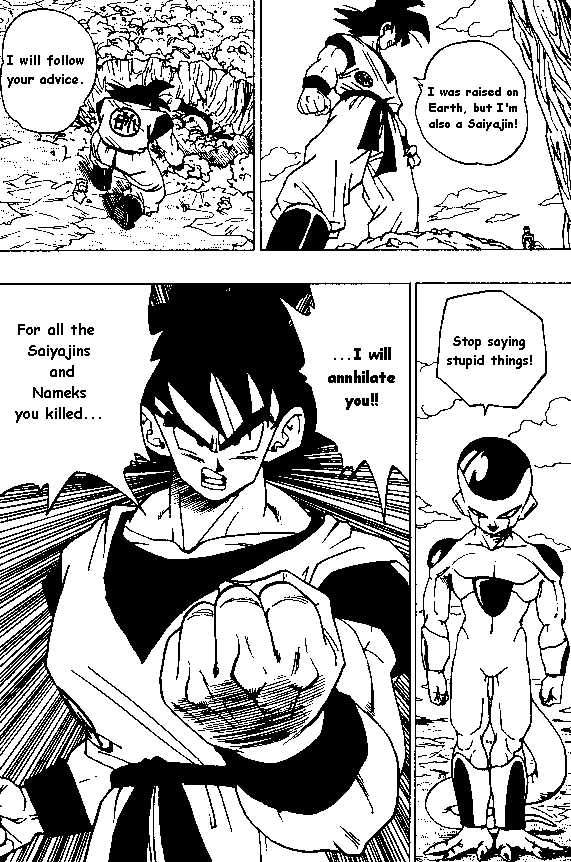 I will follow
your advice.
I was raised on
Earth, but I'm
also a Saiyajin!
For all the
Saiyajins
and
Nameks
you killed...
...I will
annhilate
you!!
Stop saying
stupid things!